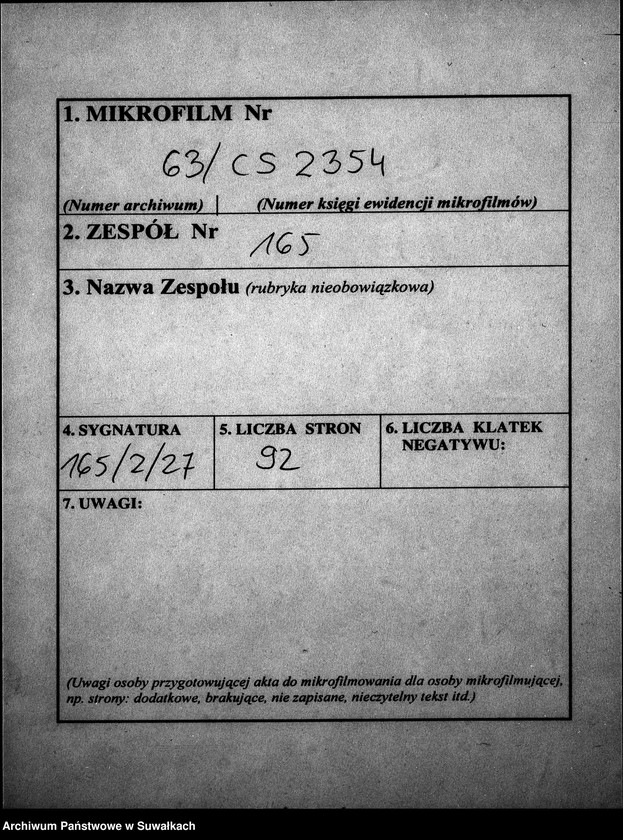 1. MIKROFILM Nr
63/ CS 2354
(Numer archiwum) | (Numer księgi ewidencji mikrofilmów)
2. ZESPÓŁ Nr 165
3. Nazwa Zespołu (rubryka nieobowiązkowa)
4. SYGNATURA
165/2/27
5. LICZBA STRON
92
6. LICZBA KLATEK
NEGATYWU:
7. UWAGI:
(Uwagi osoby przygotowującej akta do mikrofilmowania dla osoby mikrofilmującej,
np. strony: dodatkowe, brakujące, nie zapisane, nieczytelny tekst itd.)
Archiwum Państwowe w Suwałkach